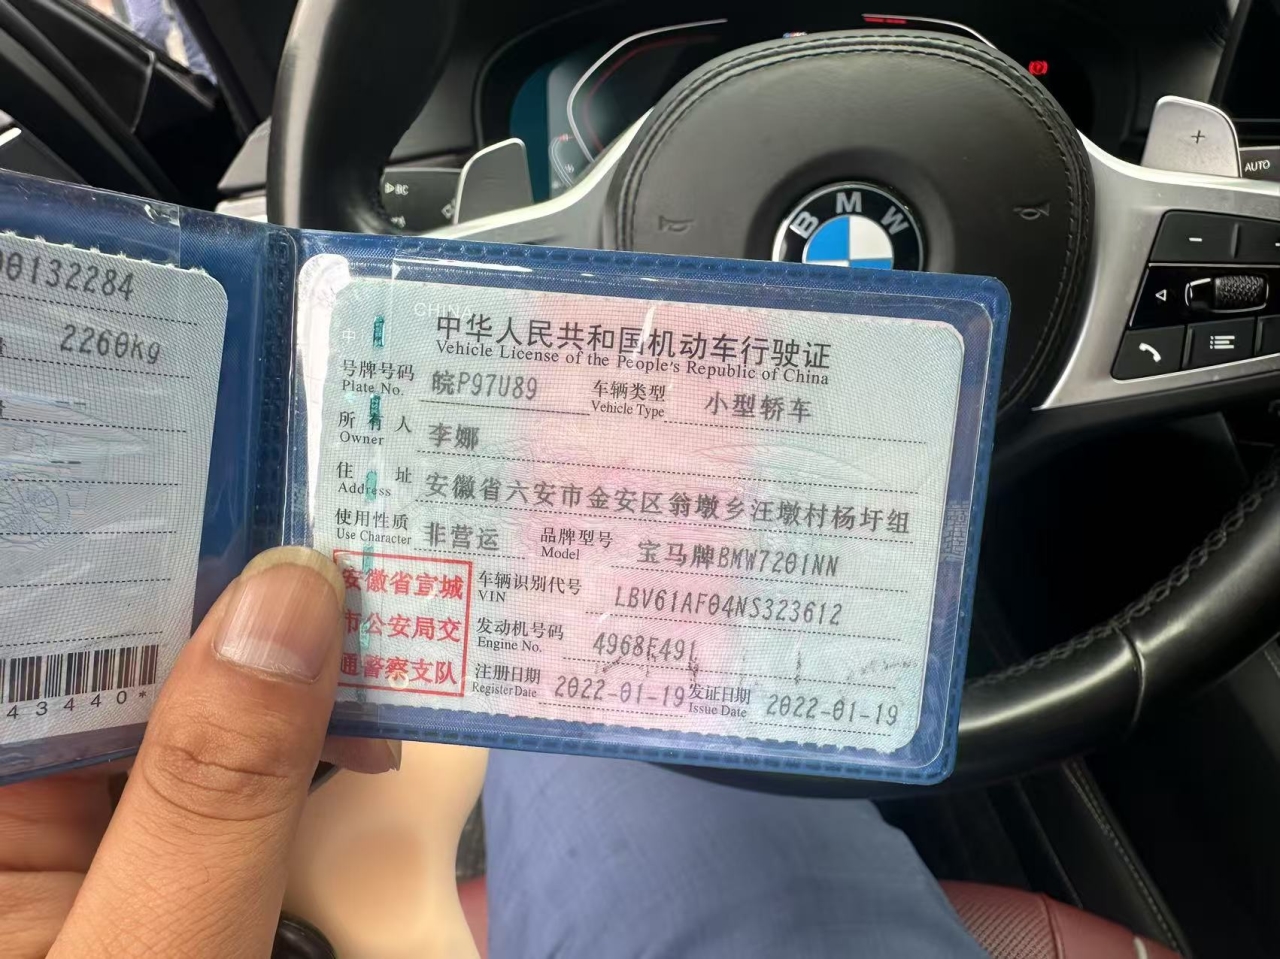 BMW
AUTO
00132284
2260kg
43440*
中华人民共和国机动车行驶证
Vehicle License of the People's Republic of China
号牌号码 皖P97U89 车辆类型 小型轿车
Plate No. Vehicle Type
所有人 李娜
Owner
住址 安徽省六安市金安区翁墩乡汪墩村杨圩组
Address
使用性质 非营运 品牌型号 宝马牌BMW7201NN
Use Character Model
安徽省宣城
市公安局交
通警察支队
车辆识别代号 LBV61AF04NS323612
VIN
发动机号码 4968E491
Engine No.
注册日期 2022-01-19 发证日期 2022-01-19
Register Date Issue Date